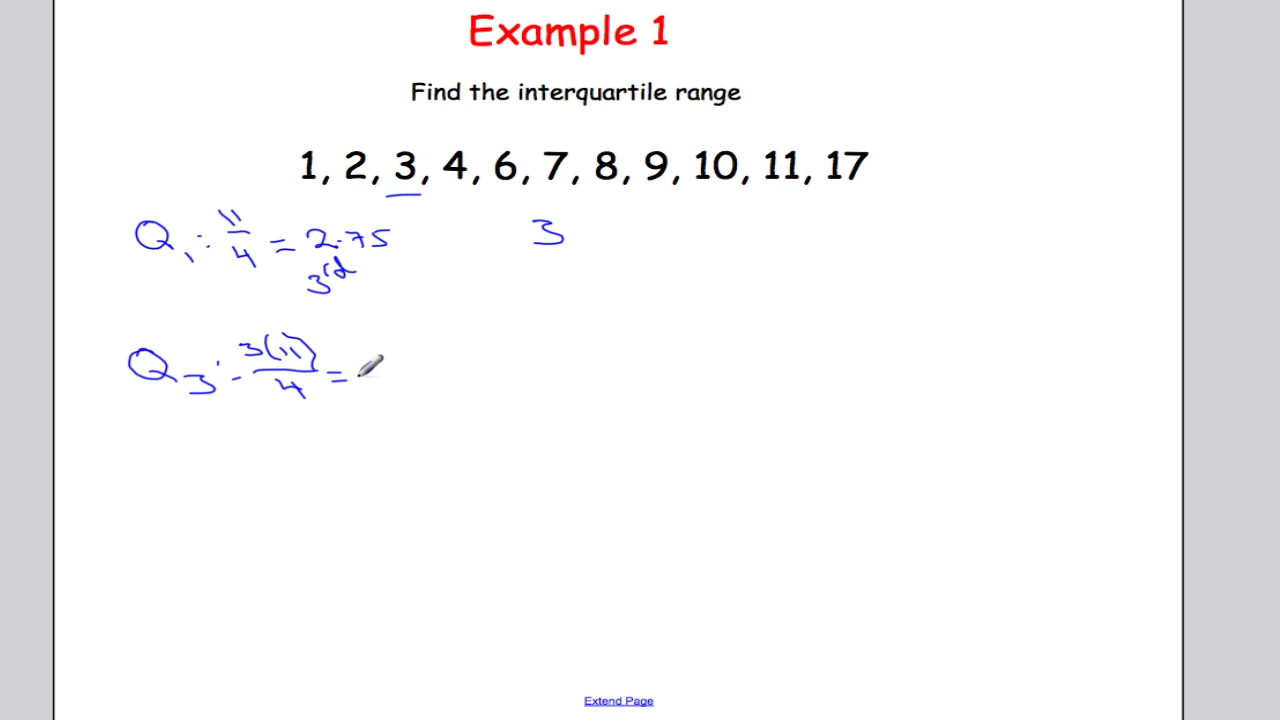 Example 1
Find the interquartile range
1, 2, 3, 4, 6, 7, 8, 9, 10, 11, 17
Q₁: 11/4 = 2.75 3
3rd
Q₃: 3(11)/4 =
Extend Page